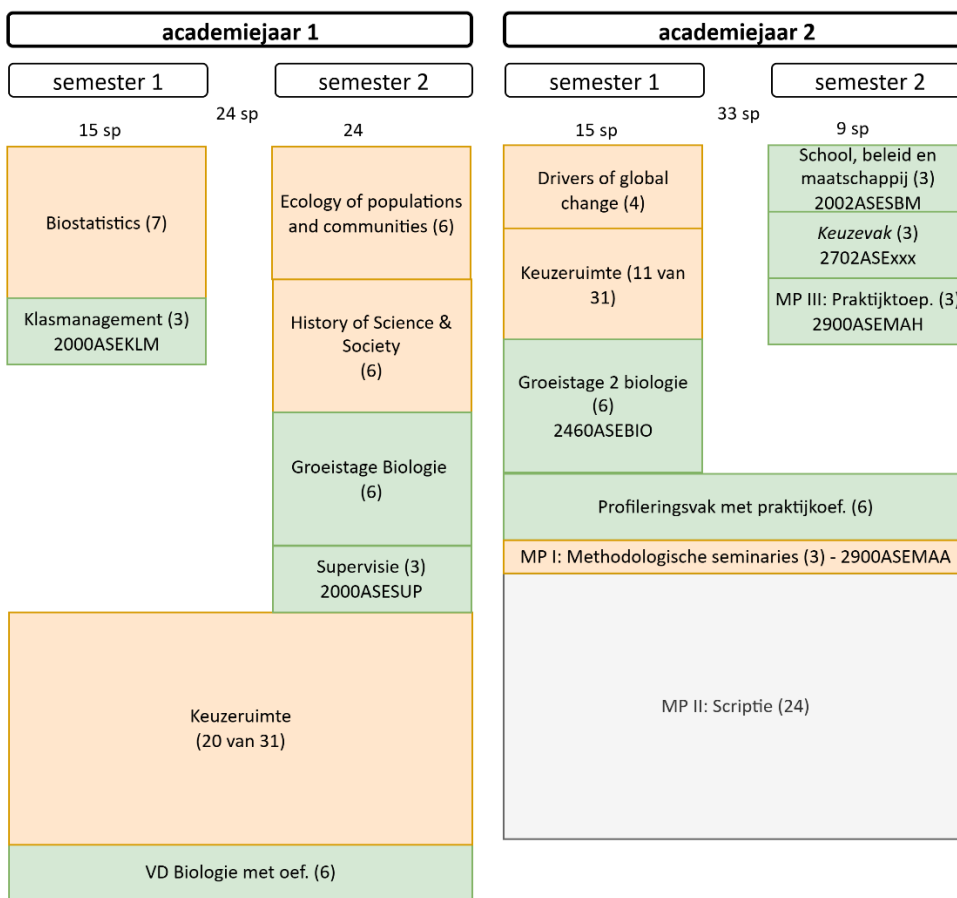 academiejaar 1
academiejaar 2
semester 1
semester 2
semester 1
semester 2
24 sp
33 sp
15 sp
24
15 sp
9 sp
Biostatistics (7)
Klasmanagement (3)
2000ASEKLM
Ecology of populations
and communities (6)
History of Science &
Society
(6)
Groeistage Biologie
(6)
Supervisie (3)
2000ASESUP
Keuzeruimte
(20 van 31)
VD Biologie met oef. (6)
Drivers of global
change (4)
Keuzeruimte (11 van
31)
Groeistage 2 biologie
(6)
2460ASEBIO
School, beleid en
maatschappij (3)
2002ASESBM
Keuzevak (3)
2702ASExxx
MP III: Praktijktoep. (3)
2900ASEMAH
Profileringsvak met praktijkoef. (6)
MP I: Methodologische seminaries (3) - 2900ASEMAA
MP II: Scriptie (24)